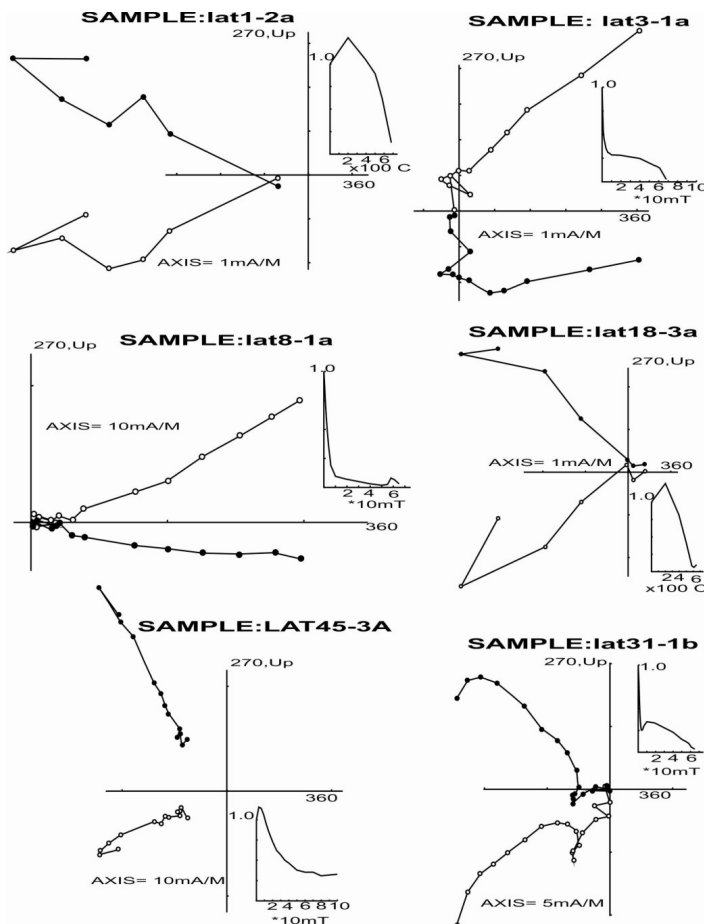 SAMPLE:lat1-2a
270,Up
1.0
2 4 6
x100 C
360
AXIS= 1mA/M
SAMPLE: lat3-1a
270,Up
1.0
2 4 6 8 10
*10mT
360
AXIS= 1mA/M
SAMPLE:lat8-1a
270,Up
1.0
AXIS= 10mA/M
2 4 6
*10mT
360
SAMPLE:lat18-3a
270,Up
360
AXIS= 1mA/M
1.0
2 4 6
x100 C
SAMPLE:LAT45-3A
270,Up
360
1.0
AXIS= 10mA/M
2 4 6 8 10
*10mT
SAMPLE:lat31-1b
270,Up
1.0
2 4 6
*10mT
360
AXIS= 5mA/M